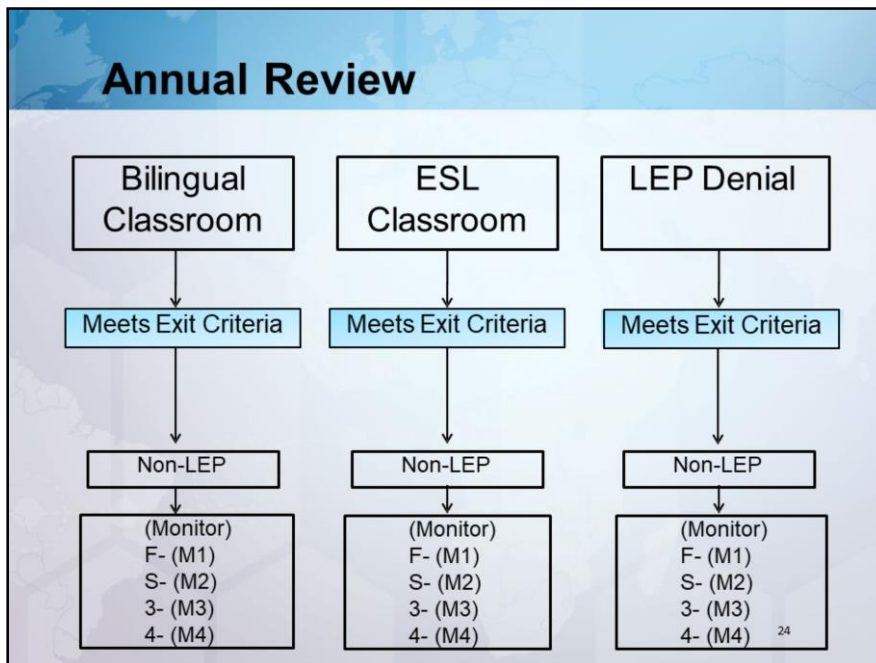 Annual Review
Bilingual
Classroom
Meets Exit Criteria
Non-LEP
(Monitor)
F- (M1)
S- (M2)
3- (M3)
4- (M4)
ESL
Classroom
Meets Exit Criteria
Non-LEP
(Monitor)
F- (M1)
S- (M2)
3- (M3)
4- (M4)
LEP Denial
Meets Exit Criteria
Non-LEP
(Monitor)
F- (M1)
S- (M2)
3- (M3)
4- (M4)
24